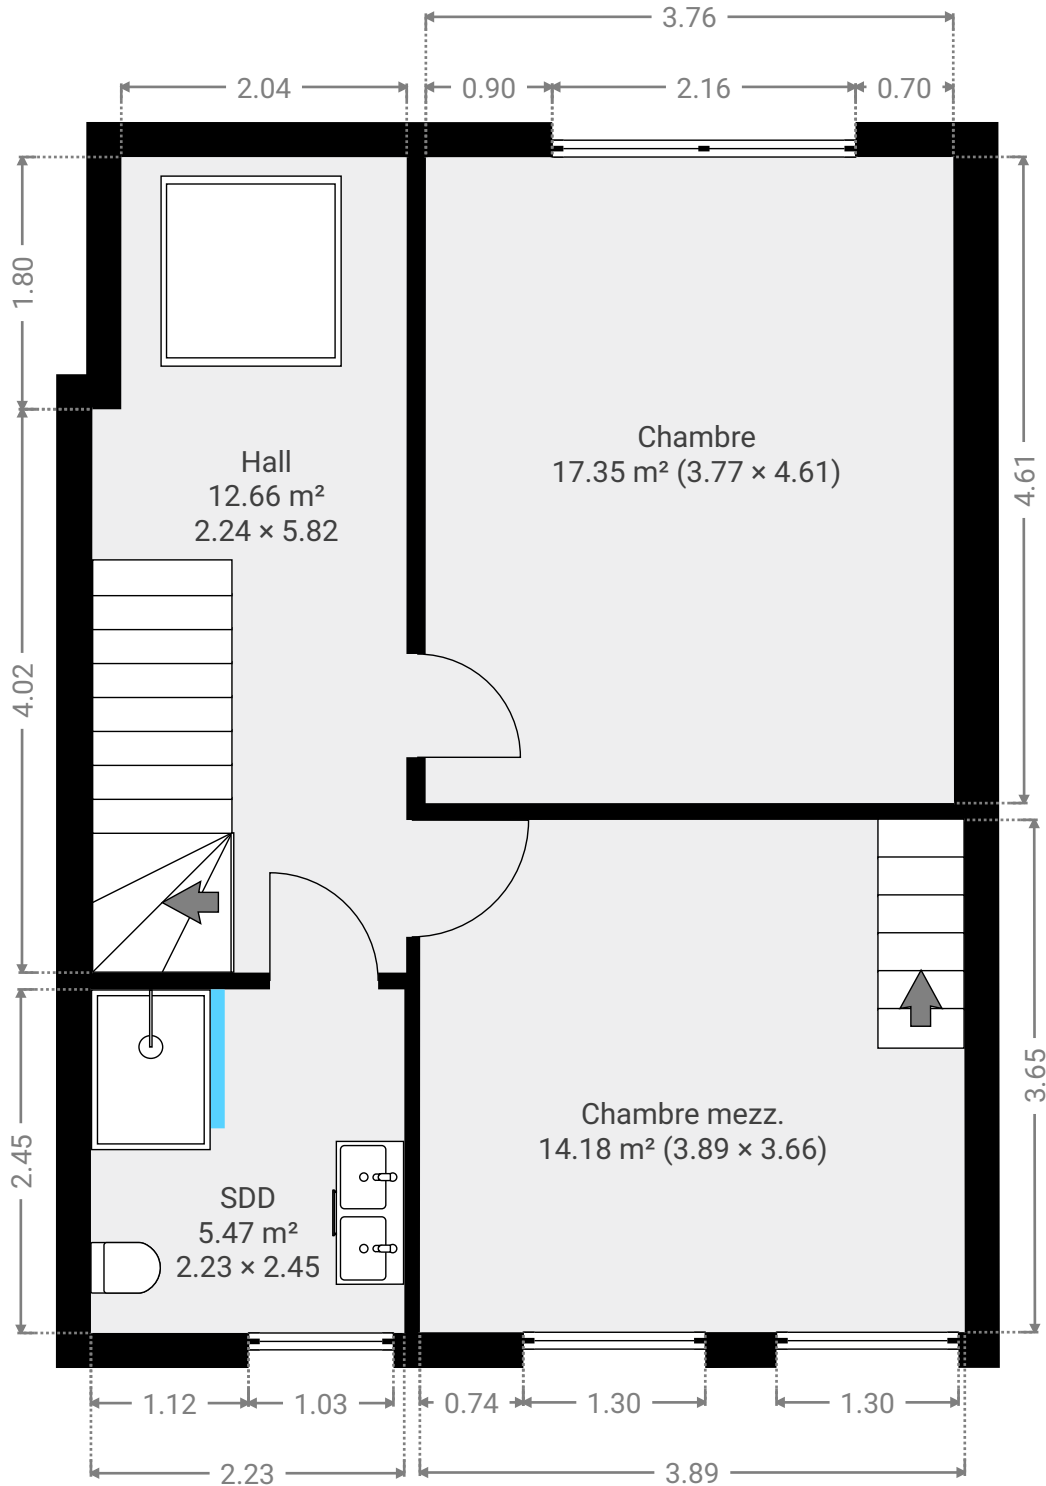 3.76
2.04
0.90
2.16
0.70
1.80
Chambre
17.35 m² (3.77 × 4.61)
4.61
Hall
12.66 m²
2.24 × 5.82
4.02
3.65
Chambre mezz.
14.18 m² (3.89 × 3.66)
2.45
SDD
5.47 m²
2.23 × 2.45
1.12
1.03
0.74
1.30
1.30
2.23
3.89